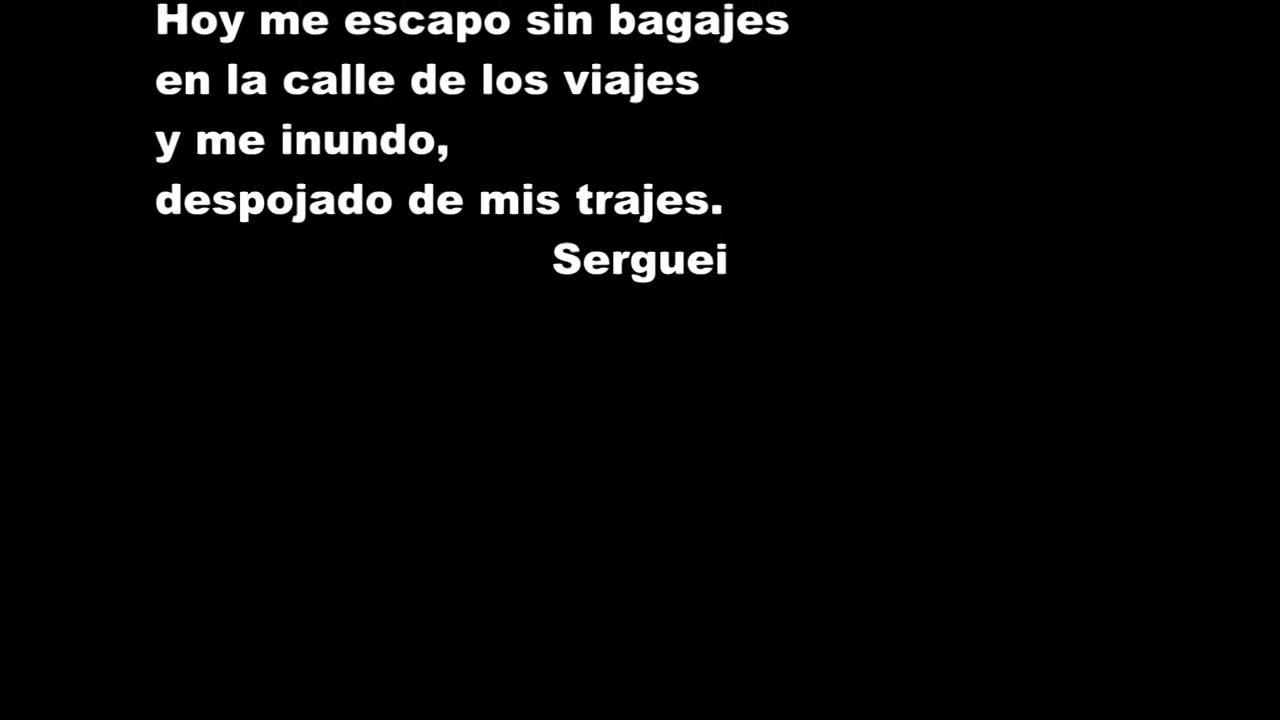 Hoy me escapo sin bagajes
en la calle de los viajes
y me inundo,
despojado de mis trajes.
Serguei